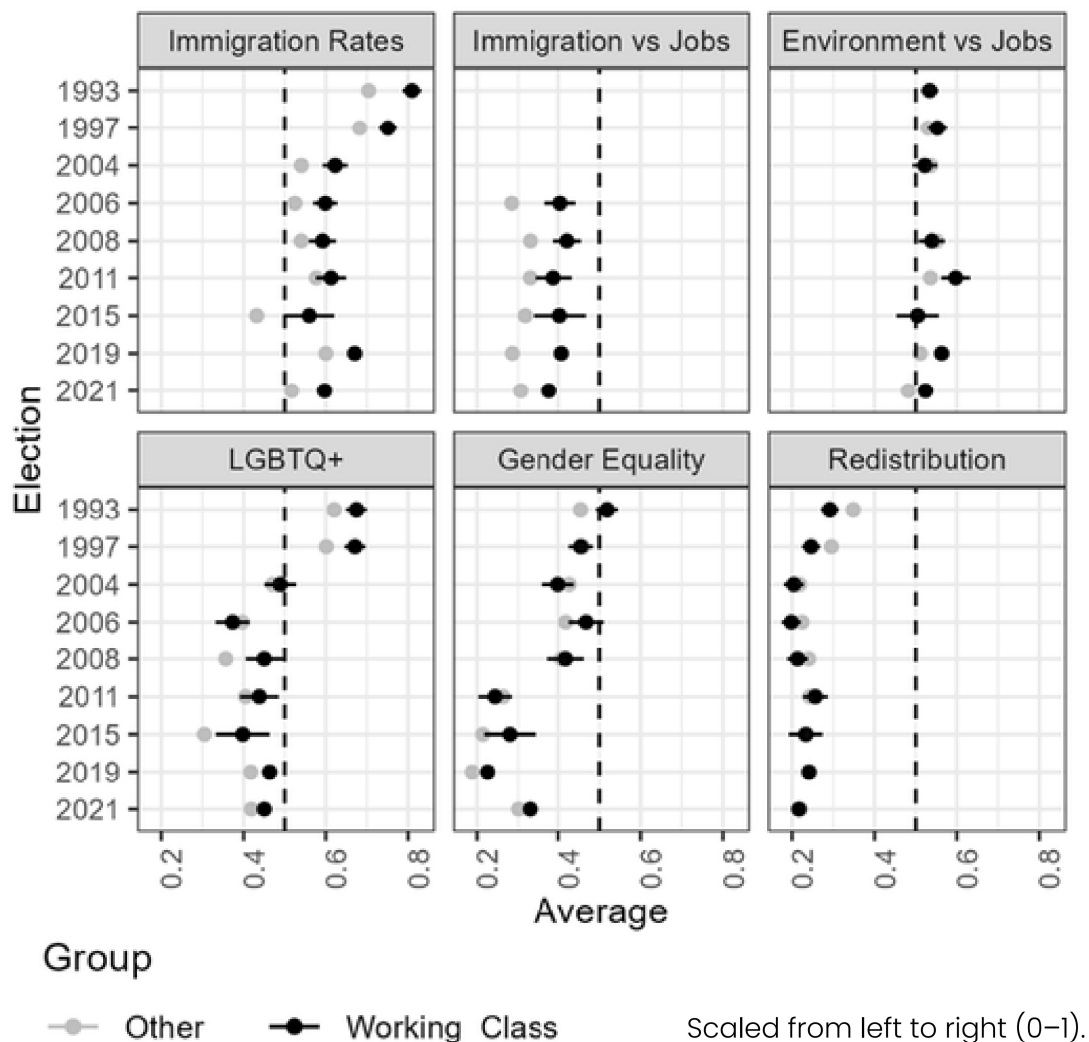 Immigration Rates
Immigration vs Jobs
Environment vs Jobs
1993
1997
2004
2006
2008
2011
2015
2019
2021
Election
LGBTQ+
Gender Equality
Redistribution
1993
1997
2004
2006
2008
2011
2015
2019
2021
0.2 0.4 0.6 0.8 0.2 0.4 0.6 0.8 0.2 0.4 0.6 0.8
Average
Group
Other Working Class
Scaled from left to right (0–1).